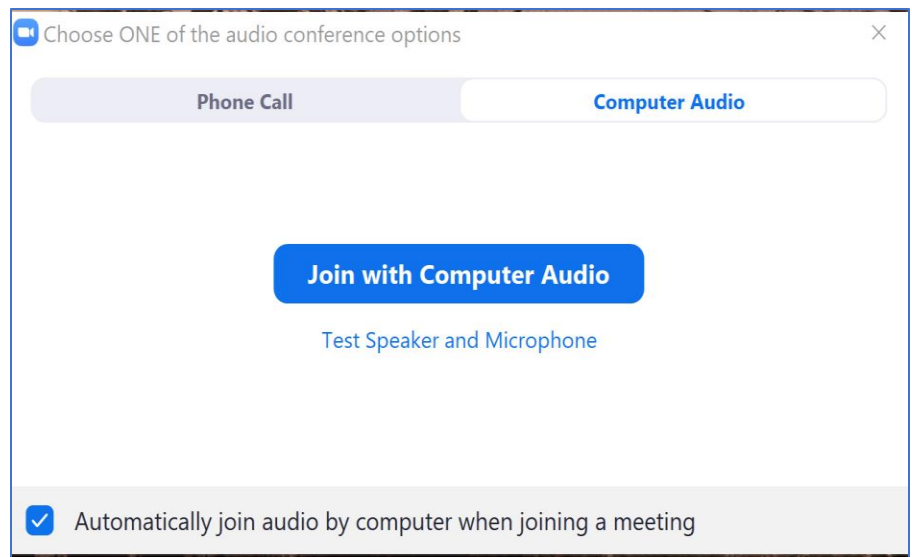 Choose ONE of the audio conference options
Phone Call Computer Audio
Join with Computer Audio
Test Speaker and Microphone
Automatically join audio by computer when joining a meeting